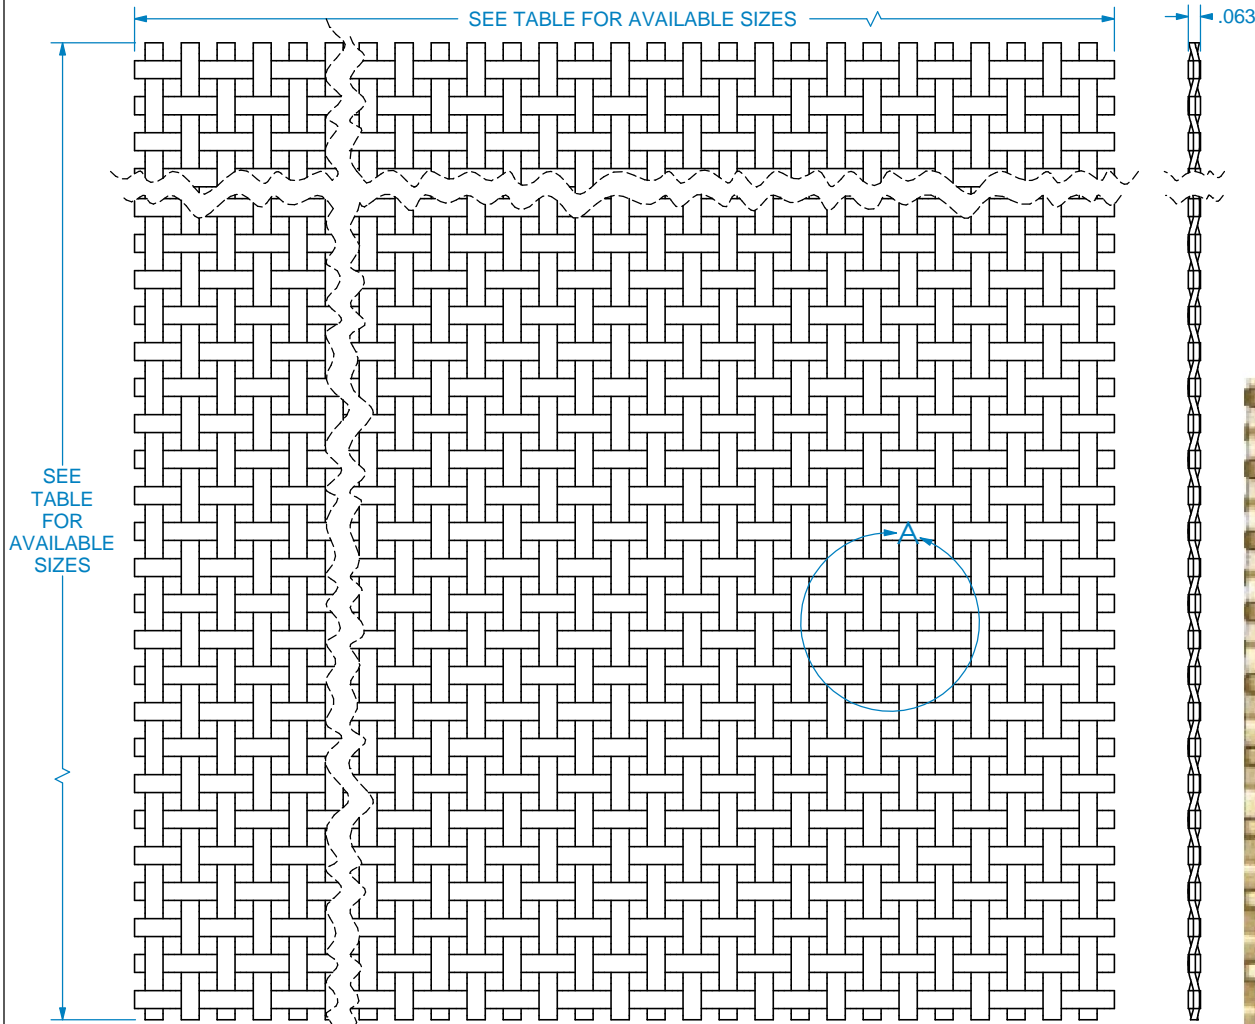 SEE TABLE FOR AVAILABLE SIZES
.063
SEE
TABLE
FOR
AVAILABLE
SIZES
A